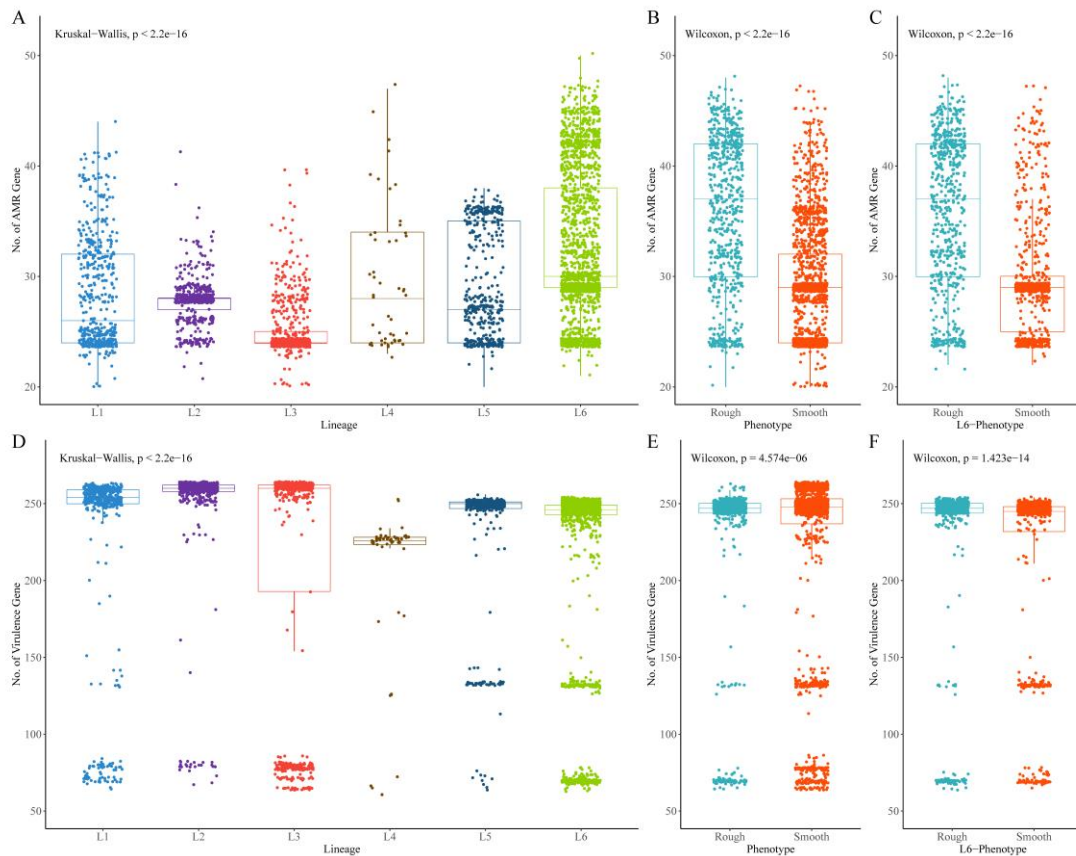 A
Kruskal−Wallis, p < 2.2e−16
No. of AMR Gene
50
40
30
20
L1 L2 L3 L4 L5 L6
Lineage
B
Wilcoxon, p < 2.2e−16
No. of AMR Gene
50
40
30
20
Rough Smooth
Phenotype
C
Wilcoxon, p < 2.2e−16
No. of AMR Gene
50
40
30
20
Rough Smooth
L6−Phenotype
D
Kruskal−Wallis, p < 2.2e−16
No. of Virulence Gene
250
200
150
100
50
L1 L2 L3 L4 L5 L6
Lineage
E
Wilcoxon, p = 4.574e−06
No. of Virulence Gene
250
200
150
100
50
Rough Smooth
Phenotype
F
Wilcoxon, p = 1.423e−14
No. of Virulence Gene
250
200
150
100
50
Rough Smooth
L6−Phenotype